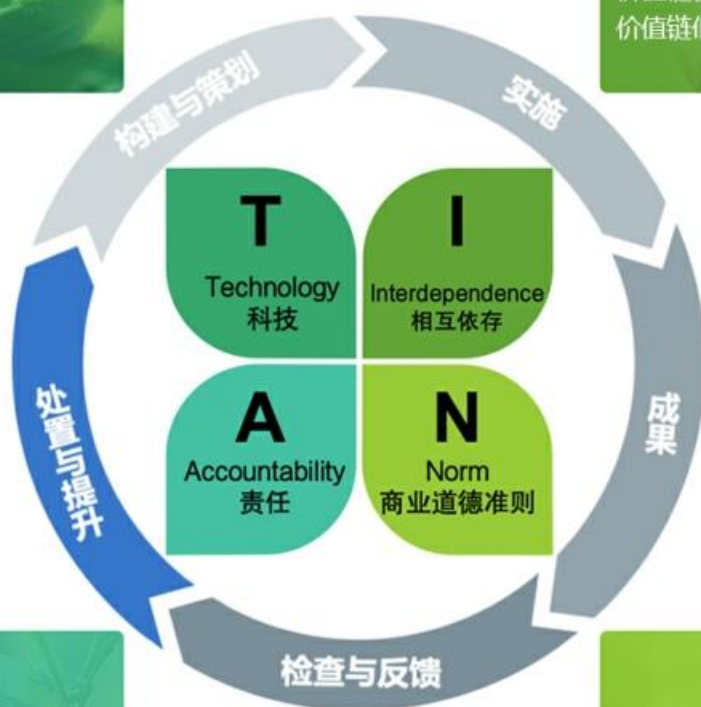 价值链
构建与策划
实施
T
Technology
科技
I
Interdependence
相互依存
A
Accountability
责任
N
Norm
商业道德准则
处置与提升
成果
检查与反馈